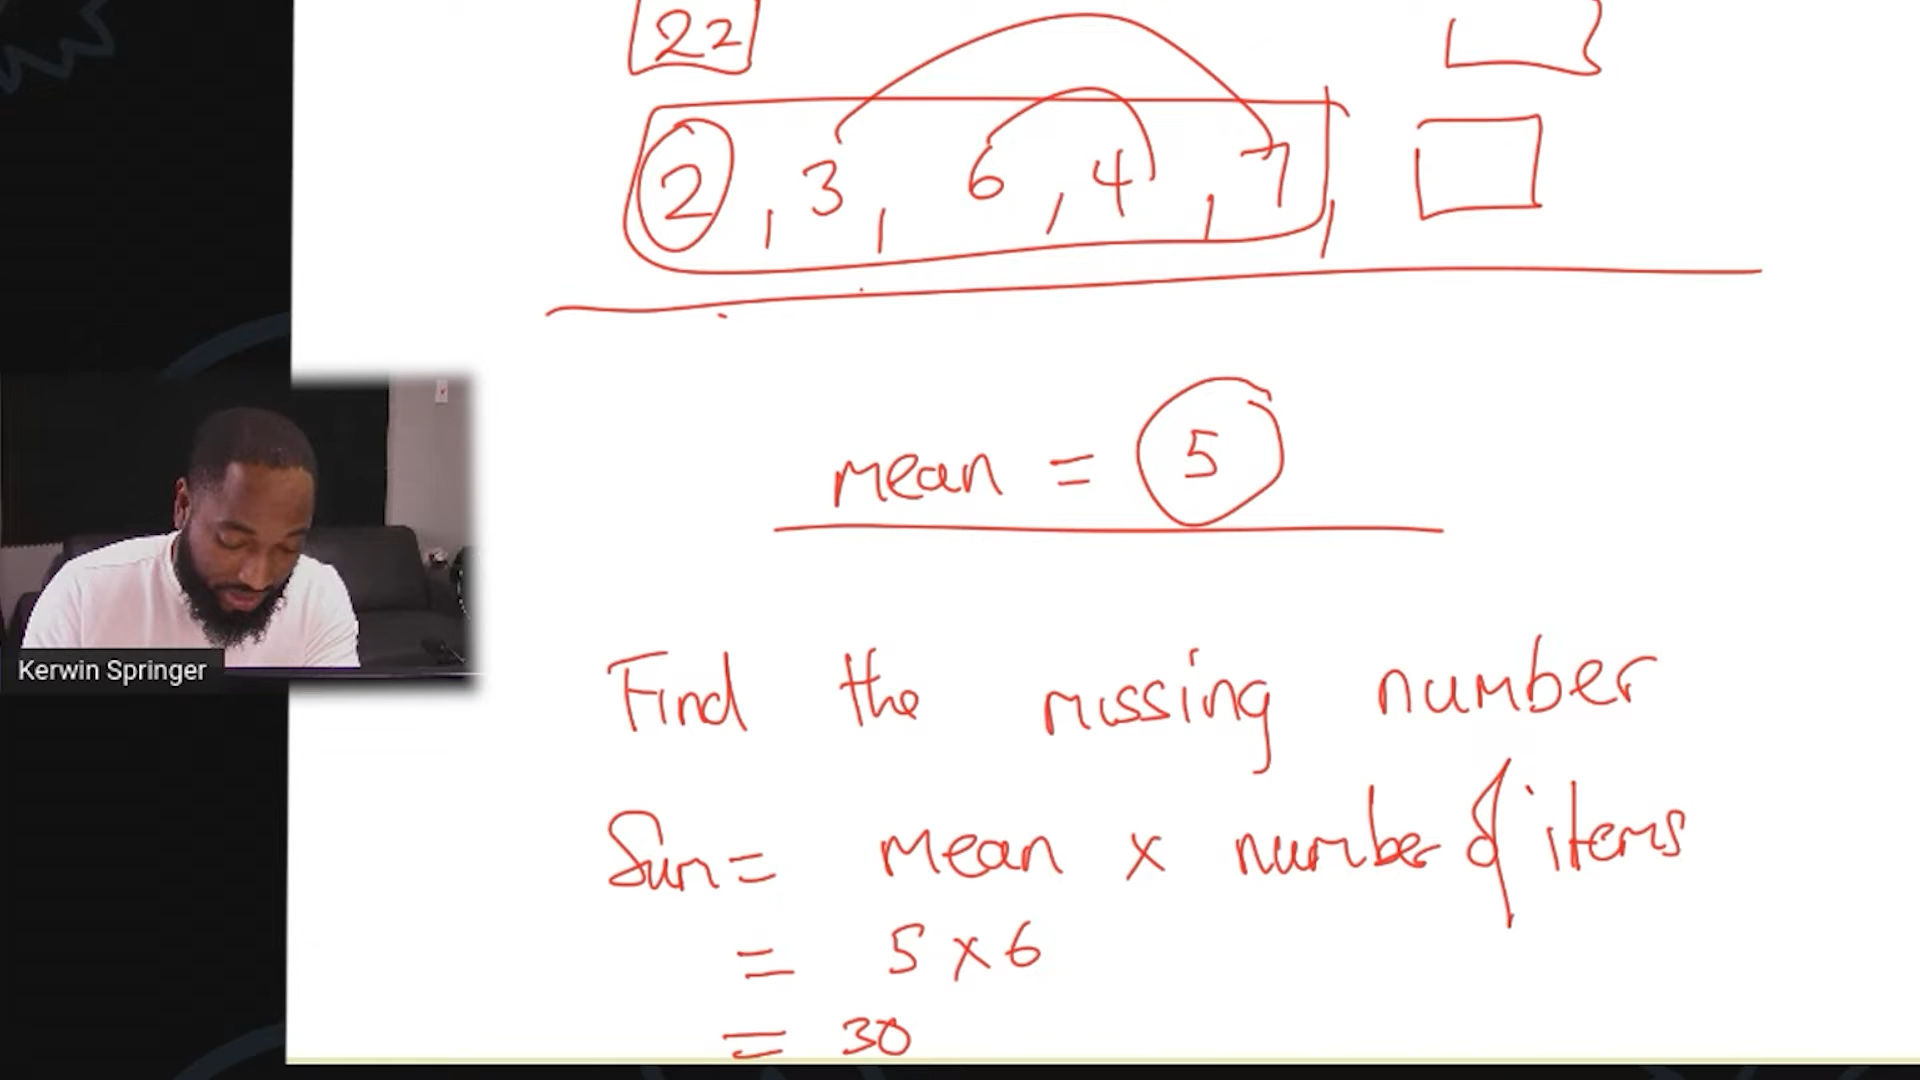 22
2, 3, 6, 4, 7,
mean = 5
Kerwin Springer
Find the missing number
Sum = mean x number of items
= 5 x 6
= 30